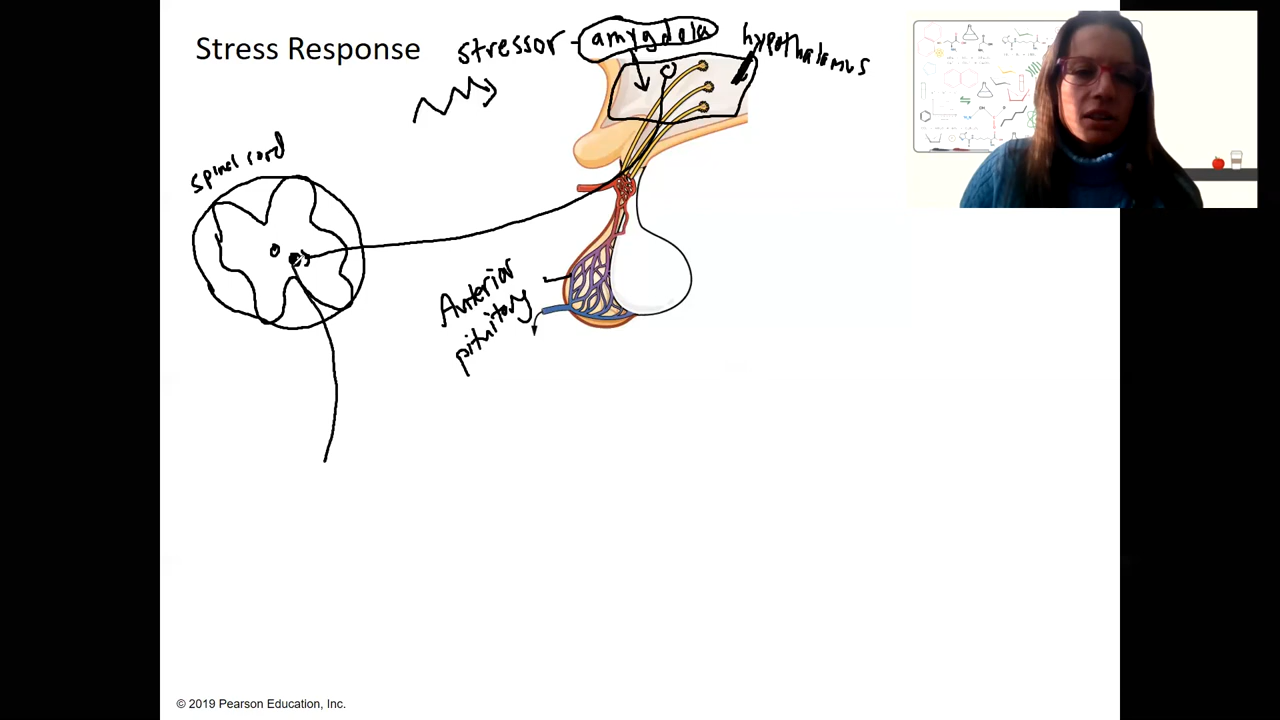 Stress Response
stressor
amygdala
hypothalamus
spinal cord
Anterior
pituitary
© 2019 Pearson Education, Inc.